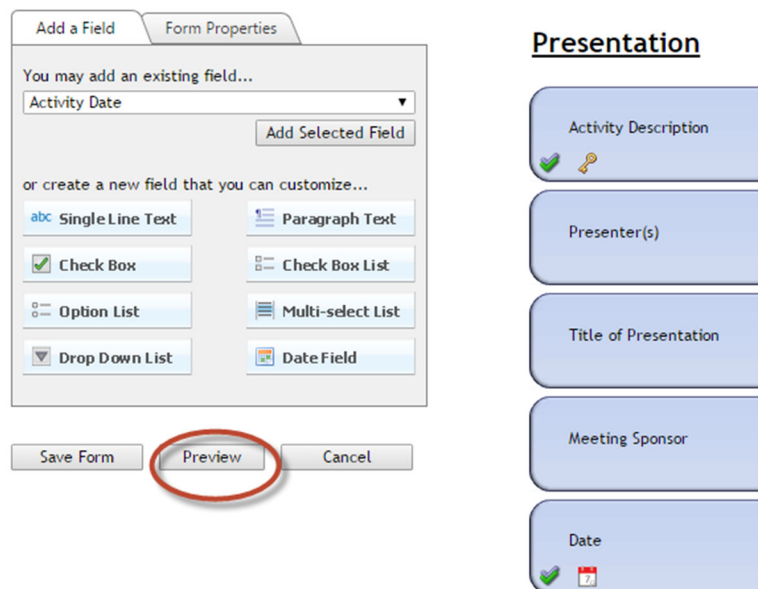 Add a Field
Form Properties
You may add an existing field...
Activity Date
Add Selected Field
or create a new field that you can customize...
abc Single Line Text
Paragraph Text
Check Box
Check Box List
Option List
Multi-select List
Drop Down List
Date Field
Save Form
Preview
Cancel
Presentation
Activity Description
Presenter(s)
Title of Presentation
Meeting Sponsor
Date
7